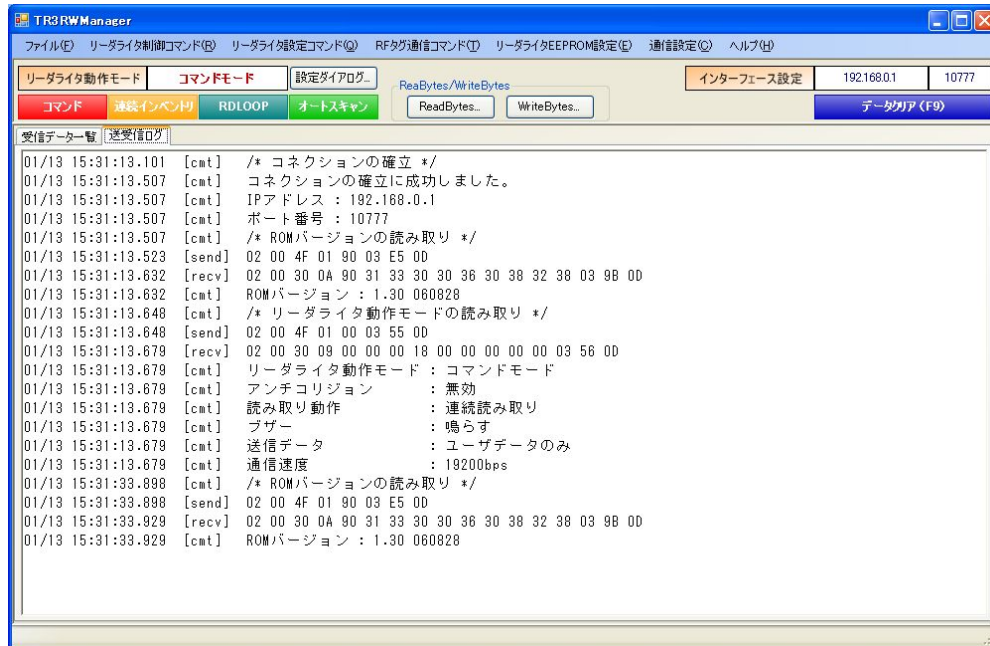 TR3RWManager
ファイル(F) リーダライタ制御コマンド(R) リーダライタ設定コマンド(Q) RFタグ通信コマンド(T) リーダライタEEPROM設定(E) 通信設定(C) ヘルプ(H)
リーダライタ動作モード コマンドモード 設定ダイアログ... ReaBytes/WriteBytes インターフェース設定 192.168.0.1 10777
コマンド 連続インベントリ RDLOOP オートスキャン ReadBytes... WriteBytes... データクリア (F9)
受信データ一覧 送受信ログ
01/13 15:31:13.101 [cmt] /* コネクションの確立 */
01/13 15:31:13.507 [cmt] コネクションの確立に成功しました。
01/13 15:31:13.507 [cmt] IPアドレス : 192.168.0.1
01/13 15:31:13.507 [cmt] ポート番号 : 10777
01/13 15:31:13.507 [cmt] /* ROMバージョンの読み取り */
01/13 15:31:13.523 [send] 02 00 4F 01 90 03 E5 0D
01/13 15:31:13.632 [recv] 02 00 30 0A 90 31 33 30 30 36 30 38 32 38 03 9B 0D
01/13 15:31:13.632 [cmt] ROMバージョン : 1.30 060828
01/13 15:31:13.648 [cmt] /* リーダライタ動作モードの読み取り */
01/13 15:31:13.648 [send] 02 00 4F 01 00 03 55 0D
01/13 15:31:13.679 [recv] 02 00 30 09 00 00 00 18 00 00 00 00 00 03 56 0D
01/13 15:31:13.679 [cmt] リーダライタ動作モード : コマンドモード
01/13 15:31:13.679 [cmt] アンチコリジョン : 無効
01/13 15:31:13.679 [cmt] 読み取り動作 : 連続読み取り
01/13 15:31:13.679 [cmt] ブザー : 鳴らす
01/13 15:31:13.679 [cmt] 送信データ : ユーザデータのみ
01/13 15:31:13.679 [cmt] 通信速度 : 19200bps
01/13 15:31:33.898 [cmt] /* ROMバージョンの読み取り */
01/13 15:31:33.898 [send] 02 00 4F 01 90 03 E5 0D
01/13 15:31:33.929 [recv] 02 00 30 0A 90 31 33 30 30 36 30 38 32 38 03 9B 0D
01/13 15:31:33.929 [cmt] ROMバージョン : 1.30 060828